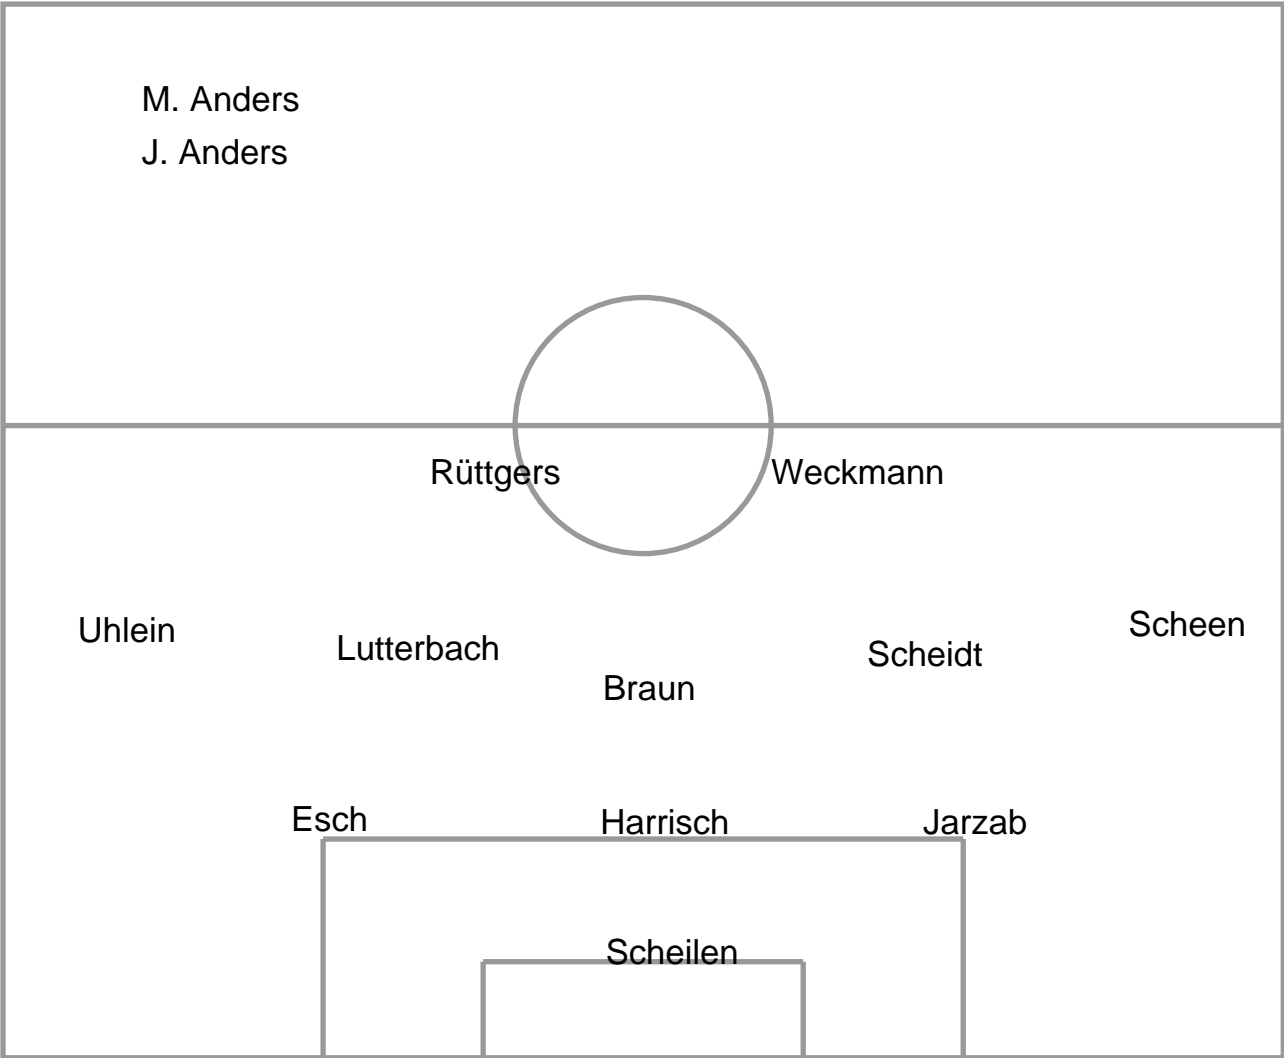 M. Anders
J. Anders
Rüttgers Weckmann
Uhlein Lutterbach Braun Scheidt Scheen
Esch Harrisch Jarzab
Scheilen